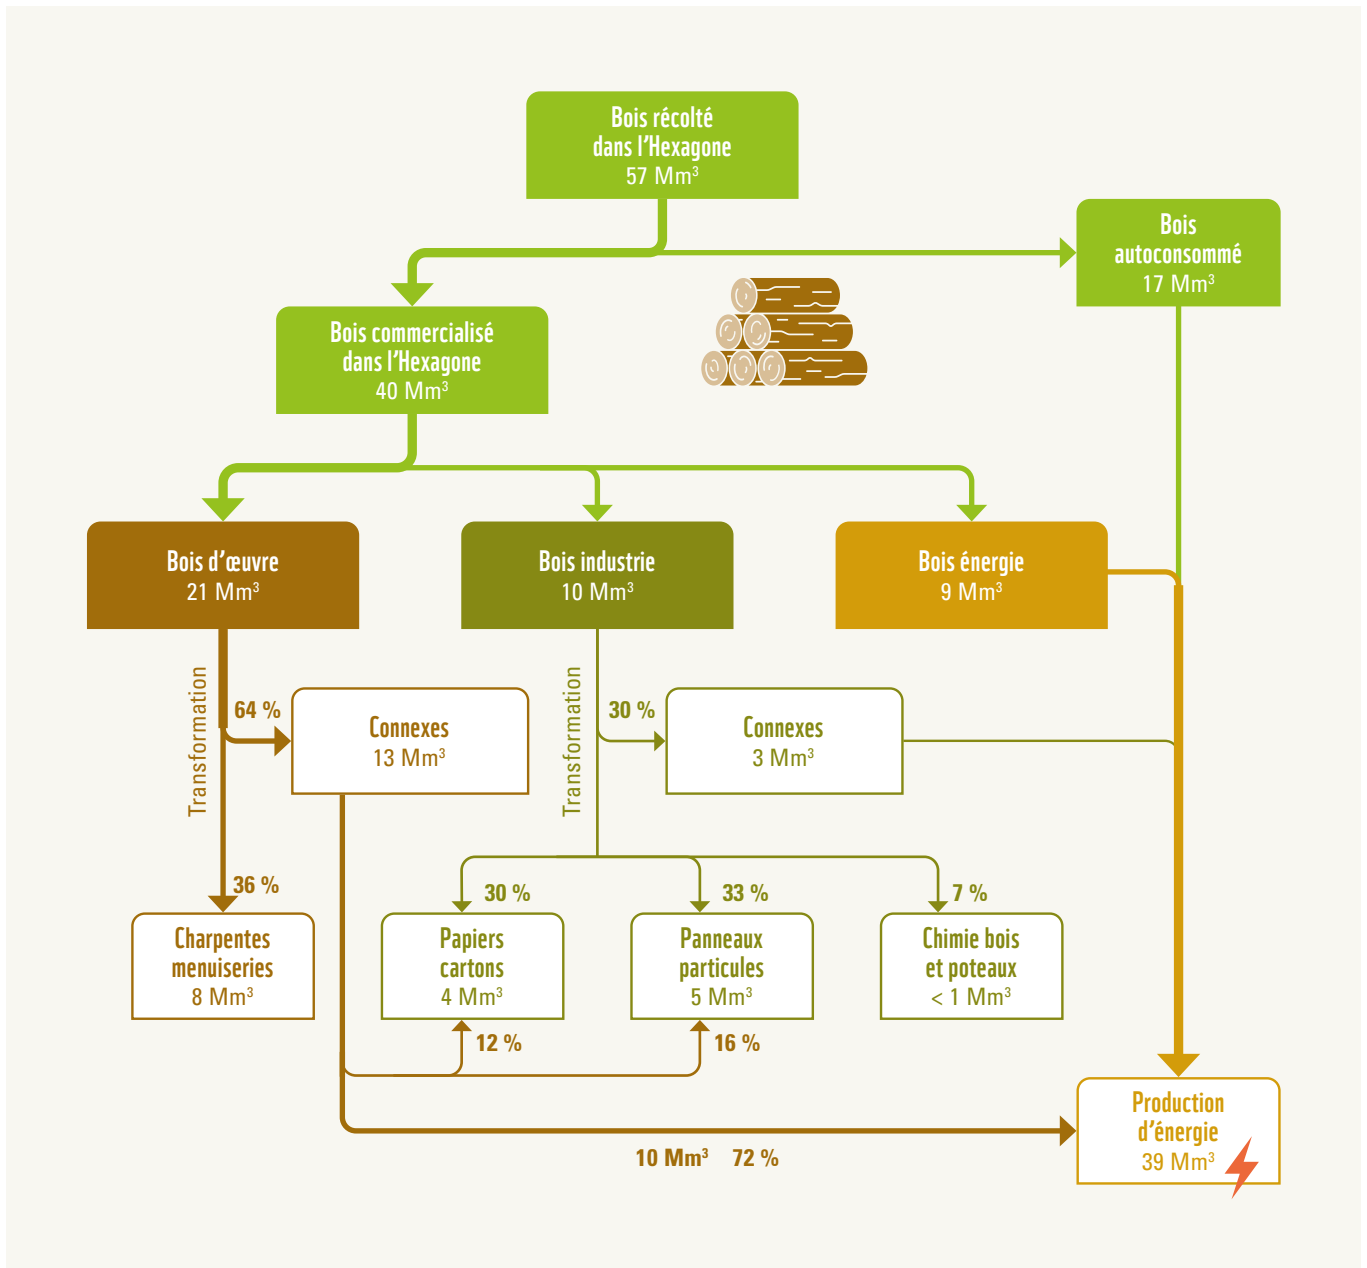 Bois récolté
dans l'Hexagone
57 Mm³
Bois
autoconsommé
17 Mm³
Bois commercialisé
dans l'Hexagone
40 Mm³
Bois d'œuvre
21 Mm³
Bois industrie
10 Mm³
Bois énergie
9 Mm³
Transformation
64 %
Connexes
13 Mm³
Transformation
30 %
Connexes
3 Mm³
36 %
30 %
33 %
7 %
Charpentes
menuiseries
8 Mm³
Papiers
cartons
4 Mm³
Panneaux
particules
5 Mm³
Chimie bois
et poteaux
< 1 Mm³
12 %
16 %
Production
d'énergie
39 Mm³
10 Mm³ 72 %